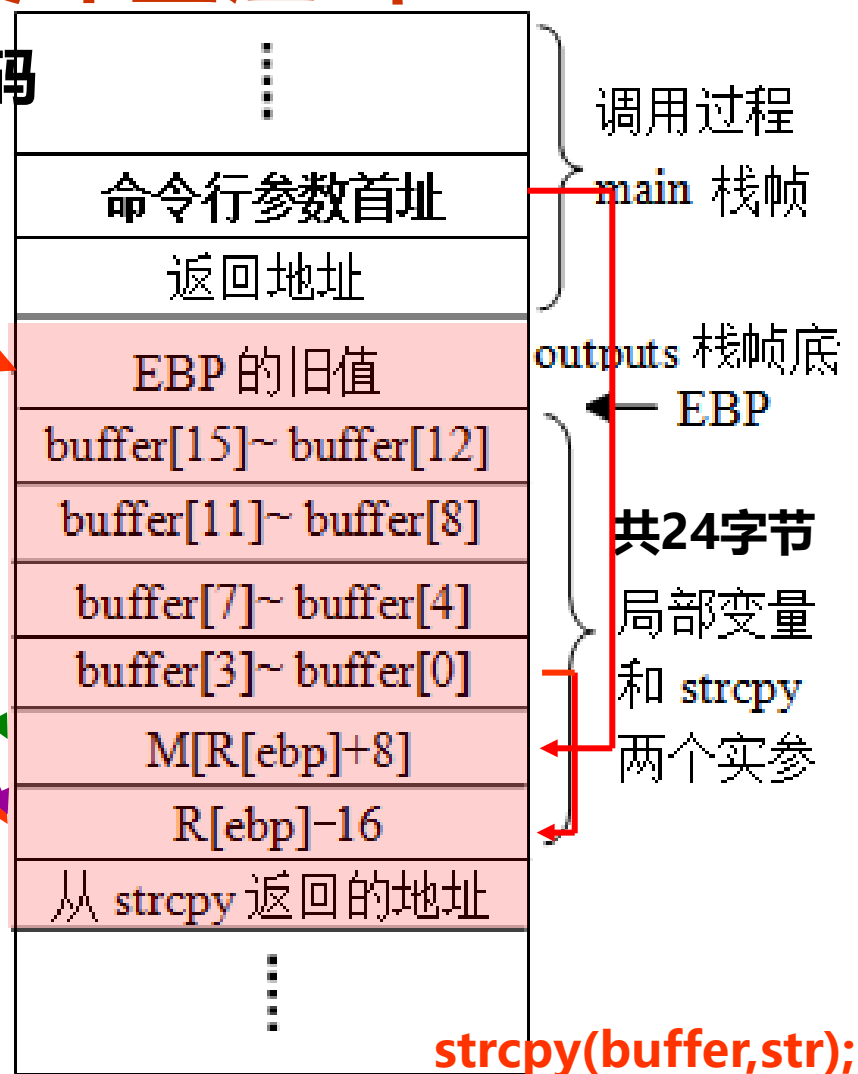 码
调用过程
main 栈帧
命令行参数首址
返回地址
EBP 的旧值
outputs 栈帧底
EBP
buffer[15]~ buffer[12]
buffer[11]~ buffer[8]
共24字节
buffer[7]~ buffer[4]
局部变量
buffer[3]~ buffer[0]
和 strcpy
M[R[ebp]+8]
两个实参
R[ebp]−16
从 strcpy 返回的地址
strcpy(buffer,str);